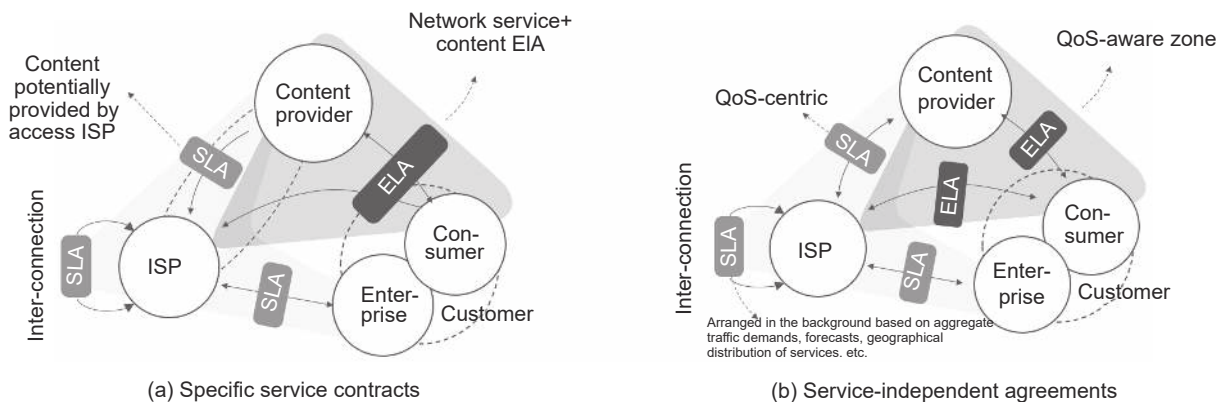 Network service+
content EIA
Content
potentially
provided by
access ISP
Content
provider
SLA
ELA
Inter-connection
SLA
ISP
SLA
Con-
sumer
Enter-
prise
Customer
(a) Specific service contracts
QoS-aware zone
QoS-centric
Content
provider
SLA
ELA
ELA
Inter-connection
SLA
ISP
SLA
Con-
sumer
Enter-
prise
Customer
Arranged in the background based on aggregate
traffic demands, forecasts, geographical
distribution of services. etc.
(b) Service-independent agreements